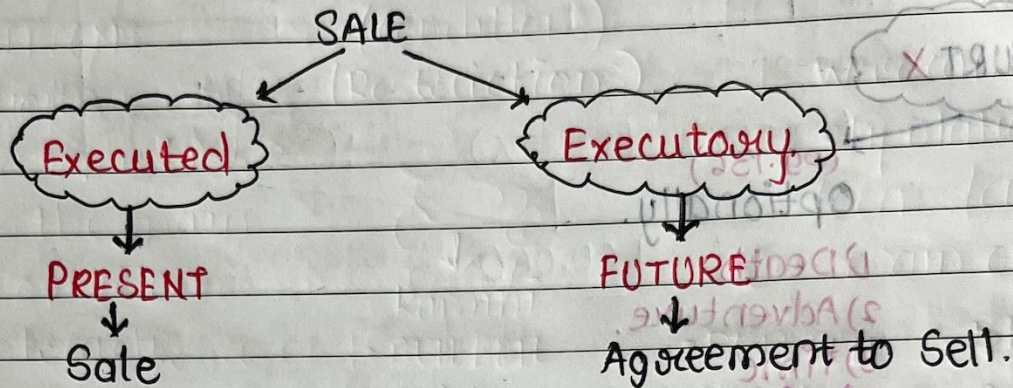 SALE
Executed Executory
PRESENT FUTURE
Sale Agreement to Sell.